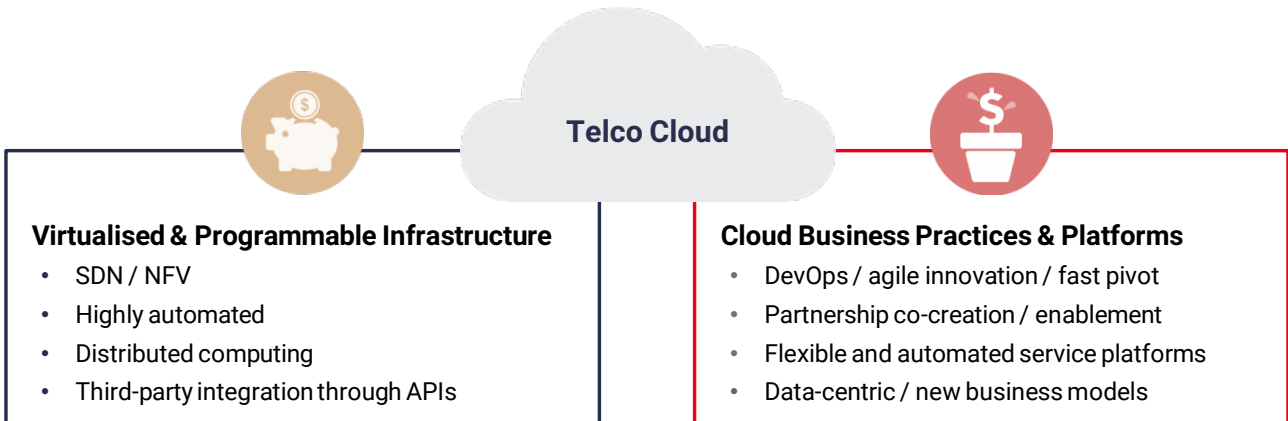 Telco Cloud
Virtualised & Programmable Infrastructure
• SDN / NFV
• Highly automated
• Distributed computing
• Third-party integration through APIs
Cloud Business Practices & Platforms
• DevOps / agile innovation / fast pivot
• Partnership co-creation / enablement
• Flexible and automated service platforms
• Data-centric / new business models
$
$